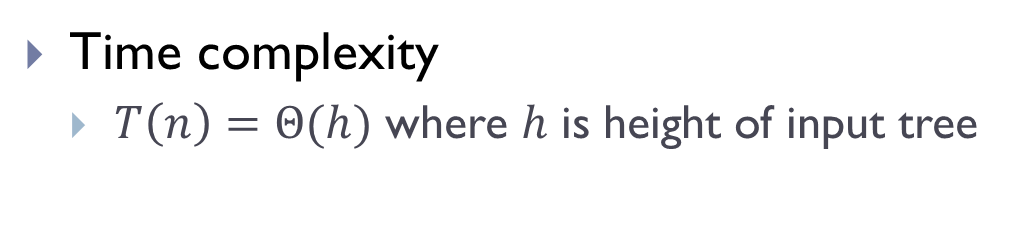 Time complexity
T(n) = Θ(h) where h is height of input tree